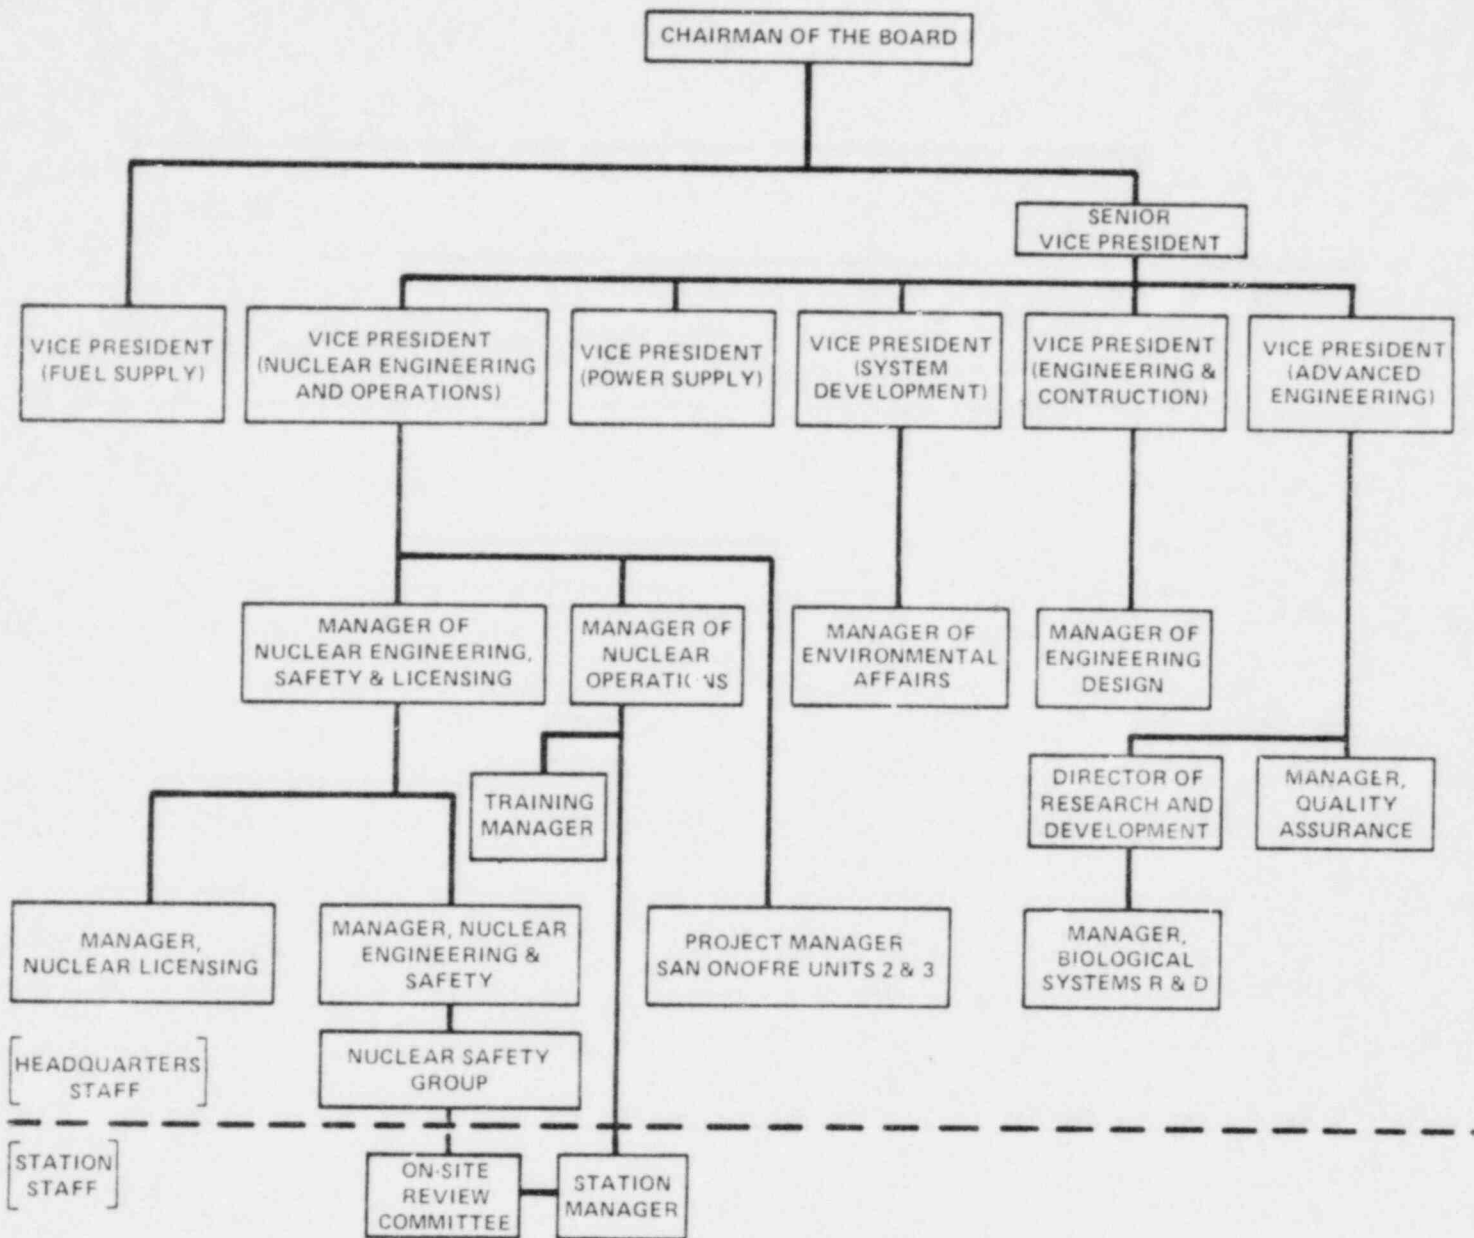 CHAIRMAN OF THE BOARD
SENIOR
VICE PRESIDENT
VICE PRESIDENT
(FUEL SUPPLY)
VICE PRESIDENT
(NUCLEAR ENGINEERING
AND OPERATIONS)
VICE PRESIDENT
(POWER SUPPLY)
VICE PRESIDENT
(SYSTEM
DEVELOPMENT)
VICE PRESIDENT
(ENGINEERING &
CONTRUCTION)
VICE PRESIDENT
(ADVANCED
ENGINEERING)
MANAGER OF
NUCLEAR ENGINEERING,
SAFETY & LICENSING
MANAGER OF
NUCLEAR
OPERATIONS
MANAGER OF
ENVIRONMENTAL
AFFAIRS
MANAGER OF
ENGINEERING
DESIGN
TRAINING
MANAGER
DIRECTOR OF
RESEARCH AND
DEVELOPMENT
MANAGER,
QUALITY
ASSURANCE
MANAGER,
NUCLEAR LICENSING
MANAGER, NUCLEAR
ENGINEERING &
SAFETY
PROJECT MANAGER
SAN ONOFRE UNITS 2 & 3
MANAGER,
BIOLOGICAL
SYSTEMS R & D
[HEADQUARTERS
STAFF]
NUCLEAR SAFETY
GROUP
[STATION
STAFF]
ON-SITE
REVIEW
COMMITTEE
STATION
MANAGER